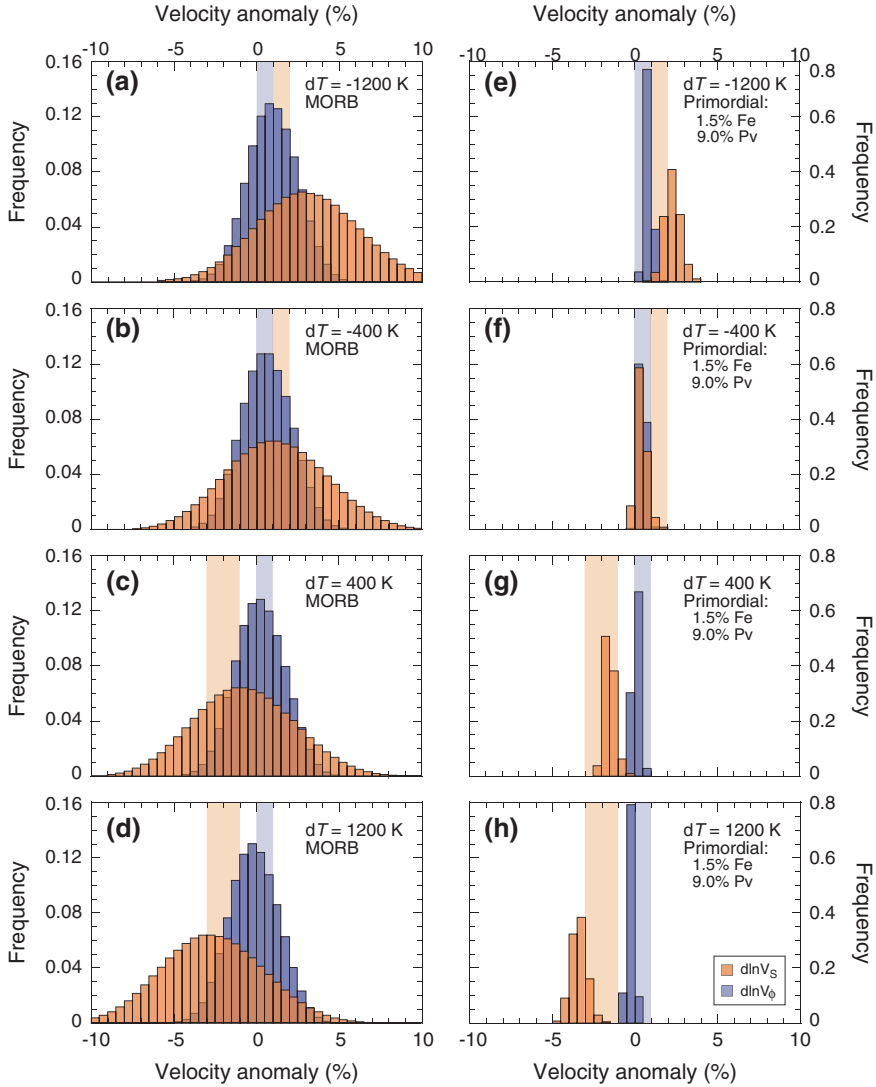 Velocity anomaly (%)
Velocity anomaly (%)
-10 -5 0 5 10
-10 -5 0 5 10
0.16
0.12
0.08
0.04
0
Frequency
(a)
dT = -1200 K
MORB
(e)
dT = -1200 K
Primordial:
1.5% Fe
9.0% Pv
0.8
0.6
0.4
0.2
0
Frequency
0.16
0.12
0.08
0.04
0
Frequency
(b)
dT = -400 K
MORB
(f)
dT = -400 K
Primordial:
1.5% Fe
9.0% Pv
0.8
0.6
0.4
0.2
0
Frequency
0.16
0.12
0.08
0.04
0
Frequency
(c)
dT = 400 K
MORB
(g)
dT = 400 K
Primordial:
1.5% Fe
9.0% Pv
0.8
0.6
0.4
0.2
0
Frequency
0.16
0.12
0.08
0.04
0
Frequency
(d)
dT = 1200 K
MORB
(h)
dT = 1200 K
Primordial:
1.5% Fe
9.0% Pv
dlnVS
dlnVϕ
0.8
0.6
0.4
0.2
0
Frequency
-10 -5 0 5 10
-10 -5 0 5 10
Velocity anomaly (%)
Velocity anomaly (%)